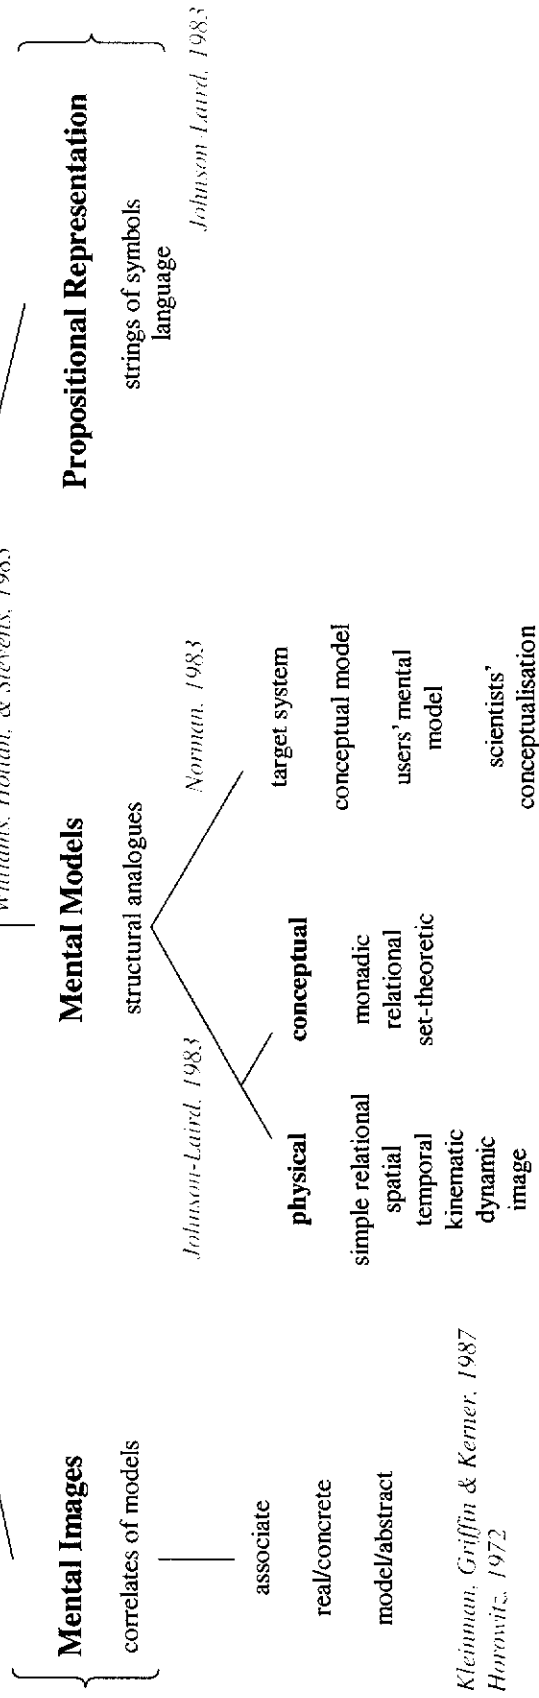 Williams, Hollan, & Stevens, 1983
Mental Images
correlates of models
associate
real/concrete
model/abstract
Kleinman, Griffin & Kerner, 1987
Horowitz, 1972
Mental Models
structural analogues
Johnson-Laird, 1983
Norman, 1983
physical
simple relational
spatial
temporal
kinematic
dynamic
image
conceptual
monadic
relational
set-theoretic
target system
conceptual model
users' mental
model
scientists'
conceptualisation
Propositional Representation
strings of symbols
language
Johnson-Laird, 1983